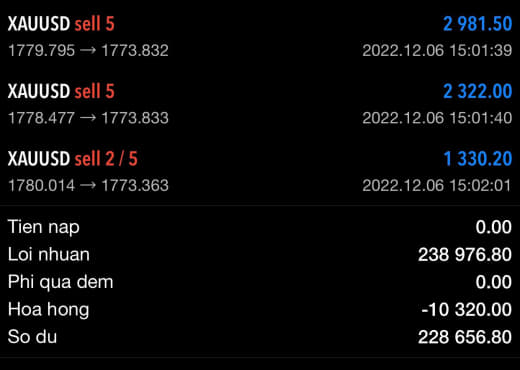 XAUUSD sell 5 2 981.50
1779.795 → 1773.832 2022.12.06 15:01:39
XAUUSD sell 5 2 322.00
1778.477 → 1773.833 2022.12.06 15:01:40
XAUUSD sell 2 / 5 1 330.20
1780.014 → 1773.363 2022.12.06 15:02:01
Tien nap 0.00
Loi nhuan 238 976.80
Phi qua dem 0.00
Hoa hong -10 320.00
So du 228 656.80